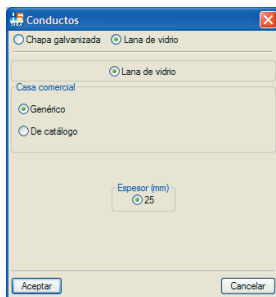 Conductos
Chapa galvanizada Lana de vidrio
Lana de vidrio
Casa comercial
Genérico
De catálogo
Espesor (mm)
25
Aceptar Cancelar